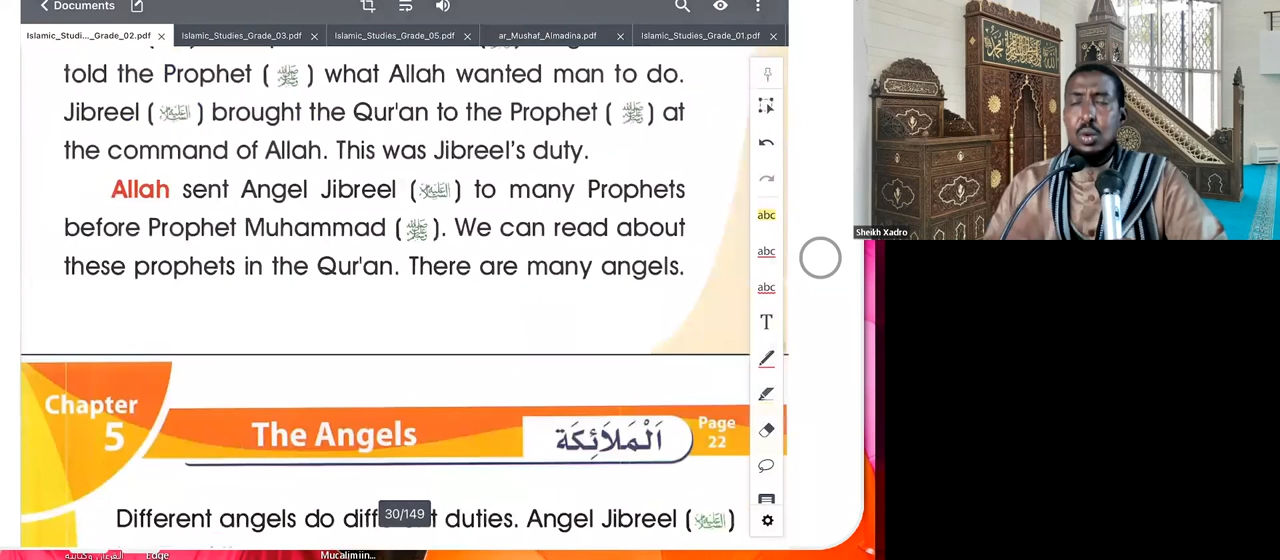 Documents
Islamic_Studi..._Grade_02.pdf
Islamic_Studies_Grade_03.pdf
Islamic_Studies_Grade_05.pdf
ar_Mushaf_Almadina.pdf
Islamic_Studies_Grade_01.pdf
told the Prophet (ﷺ) what Allah wanted man to do.
Jibreel ( ) brought the Qur'an to the Prophet (ﷺ) at
the command of Allah. This was Jibreel's duty.
Allah sent Angel Jibreel ( ) to many Prophets
before Prophet Muhammad (ﷺ). We can read about
these prophets in the Qur'an. There are many angels.
abc
abc
abc
T
Chapter
5
The Angels
اَلْمَلَائِكَة
Page
22
Different angels do different duties. Angel Jibreel ( )
30/149
Sheikh Xadro
Edge
Mucalimiin...